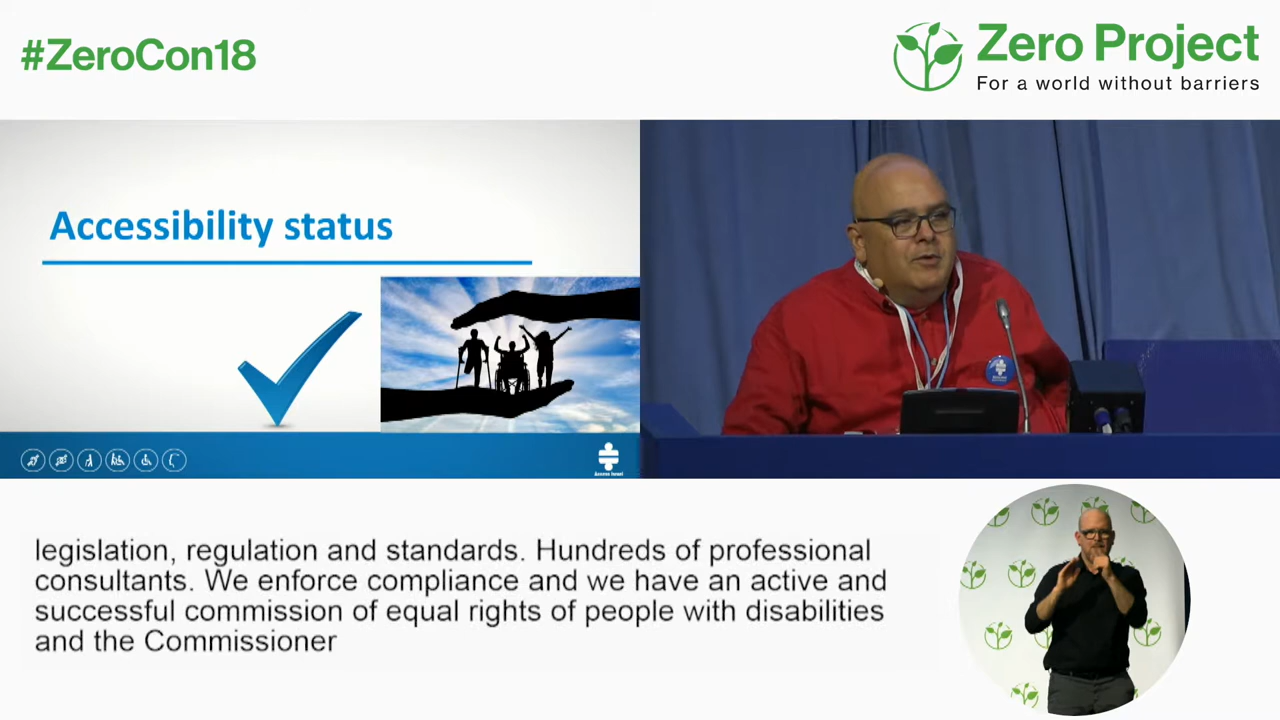 #ZeroCon18
Zero Project
For a world without barriers
Accessibility status
Access Israel
legislation, regulation and standards. Hundreds of professional
consultants. We enforce compliance and we have an active and
successful commission of equal rights of people with disabilities
and the Commissioner